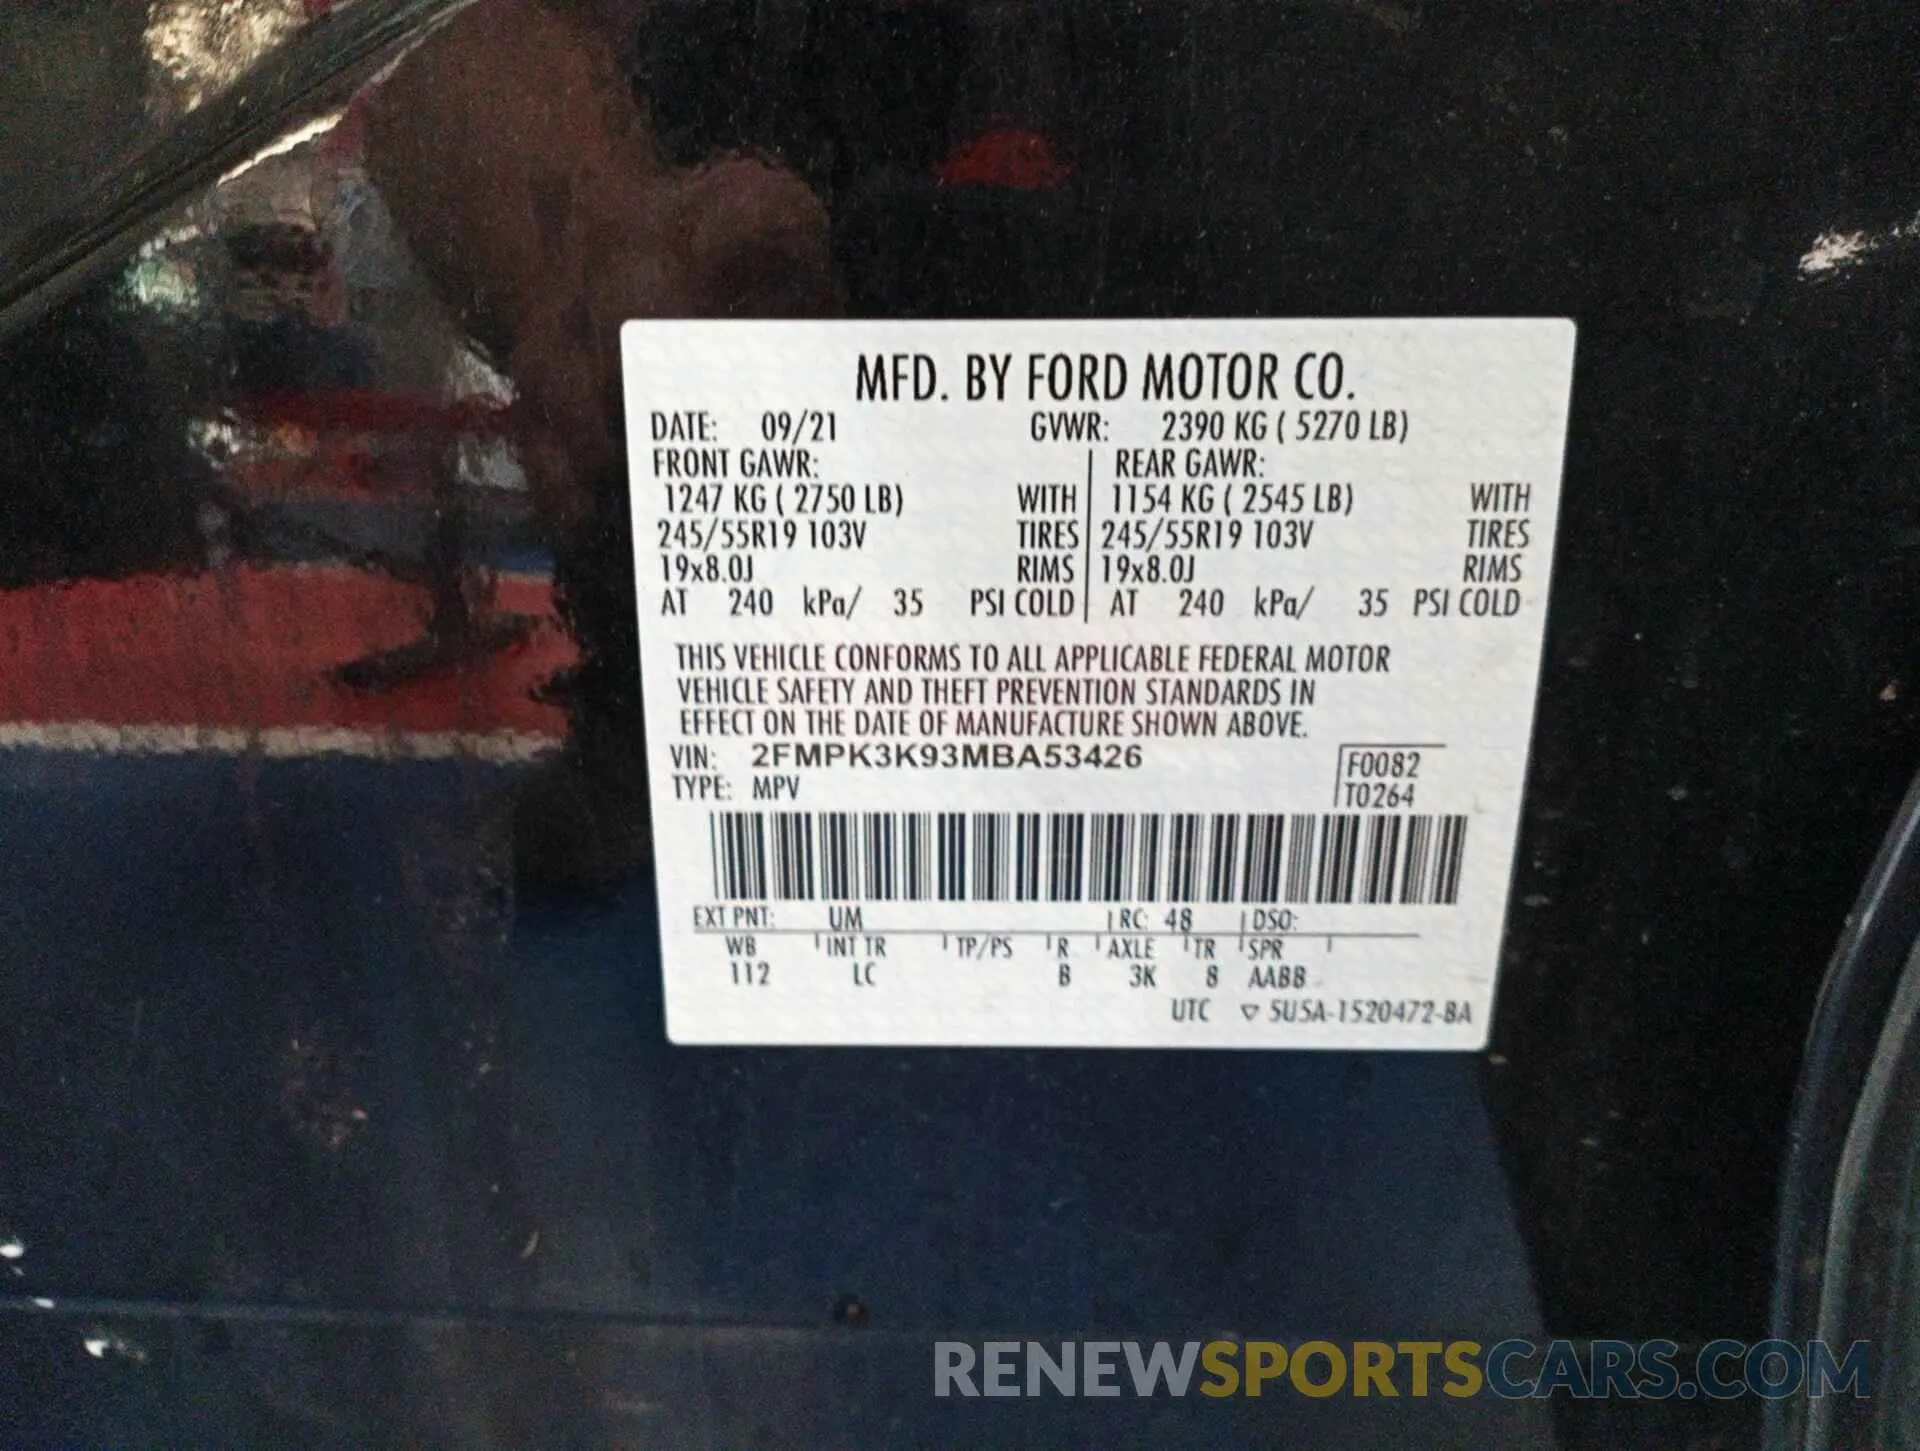 MFD. BY FORD MOTOR CO.
DATE: 09/21 GVWR: 2390 KG ( 5270 LB)
FRONT GAWR: REAR GAWR:
1247 KG ( 2750 LB) WITH 1154 KG ( 2545 LB) WITH
245/55R19 103V TIRES 245/55R19 103V TIRES
19x8.0J RIMS 19x8.0J RIMS
AT 240 kPa/ 35 PSI COLD AT 240 kPa/ 35 PSI COLD
THIS VEHICLE CONFORMS TO ALL APPLICABLE FEDERAL MOTOR
VEHICLE SAFETY AND THEFT PREVENTION STANDARDS IN
EFFECT ON THE DATE OF MANUFACTURE SHOWN ABOVE.
VIN: 2FMPK3K93MBA53426 F0082
TYPE: MPV T0264
EXT PNT: UM RC: 48 DSO:
WB INT TR TP/PS R AXLE TR SPR
112 LC B 3K 8 AABB
UTC ▽ 5U5A-1520472-BA
RENEWSPORTSCARS.COM